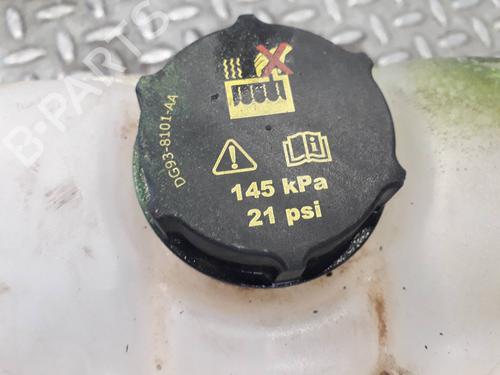 DG93-8101-AA
145 kPa
21 psi
B-PARTS